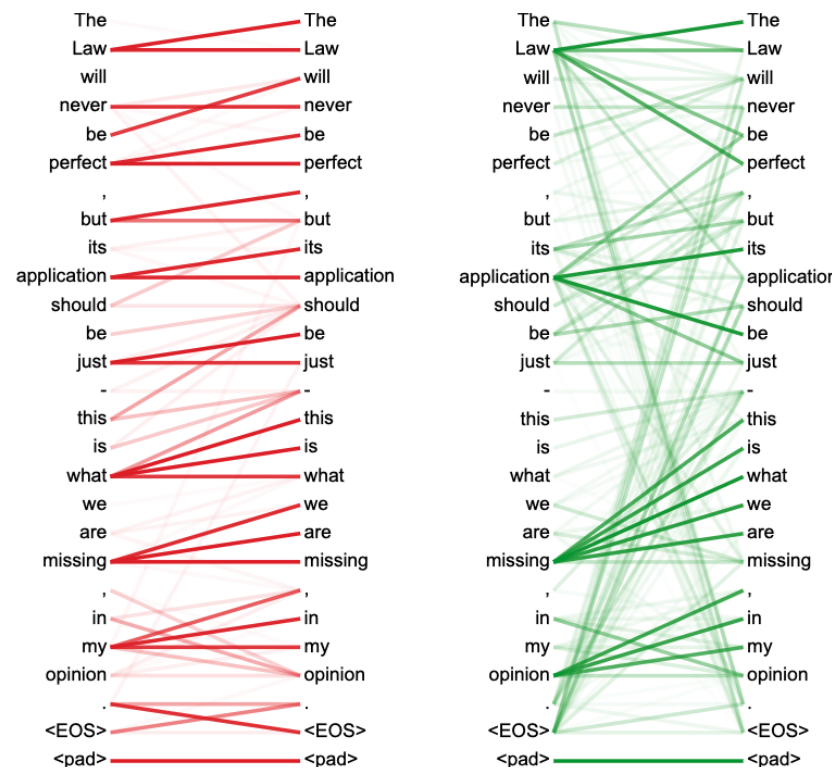 The
Law
will
never
be
perfect
,
but
its
application
should
be
just
-
this
is
what
we
are
missing
,
in
my
opinion
.
<EOS>
<pad>
The
Law
will
never
be
perfect
,
but
its
application
should
be
just
-
this
is
what
we
are
missing
,
in
my
opinion
.
<EOS>
<pad>
The
Law
will
never
be
perfect
,
but
its
application
should
be
just
-
this
is
what
we
are
missing
,
in
my
opinion
.
<EOS>
<pad>
The
Law
will
never
be
perfect
,
but
its
application
should
be
just
-
this
is
what
we
are
missing
,
in
my
opinion
.
<EOS>
<pad>